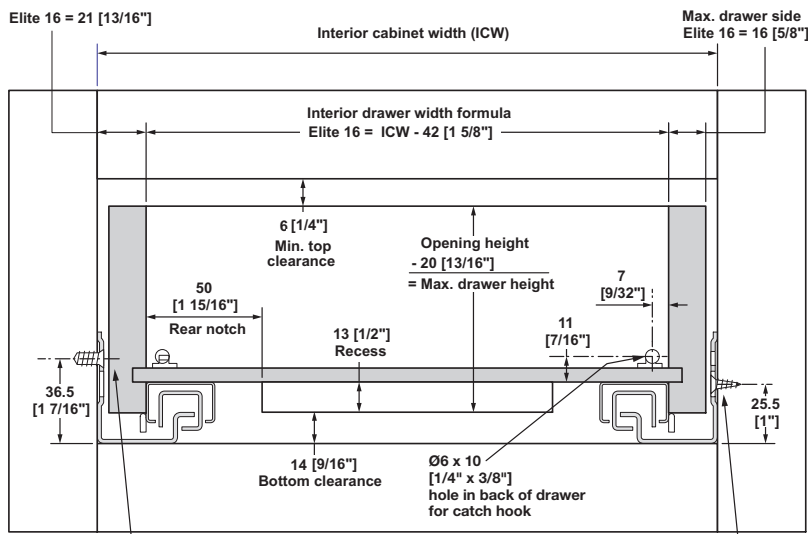 Elite 16 = 21 [13/16"]
Interior cabinet width (ICW)
Max. drawer side
Elite 16 = 16 [5/8"]
Interior drawer width formula
Elite 16 = ICW - 42 [1 5/8"]
6 [1/4"]
Min. top
clearance
Opening height
- 20 [13/16"]
= Max. drawer height
7
[9/32"]
50
[1 15/16"]
Rear notch
13 [1/2"]
Recess
11
[7/16"]
36.5
[1 7/16"]
25.5
[1"]
14 [9/16"]
Bottom clearance
Ø6 x 10
[1/4" x 3/8"]
hole in back of drawer
for catch hook